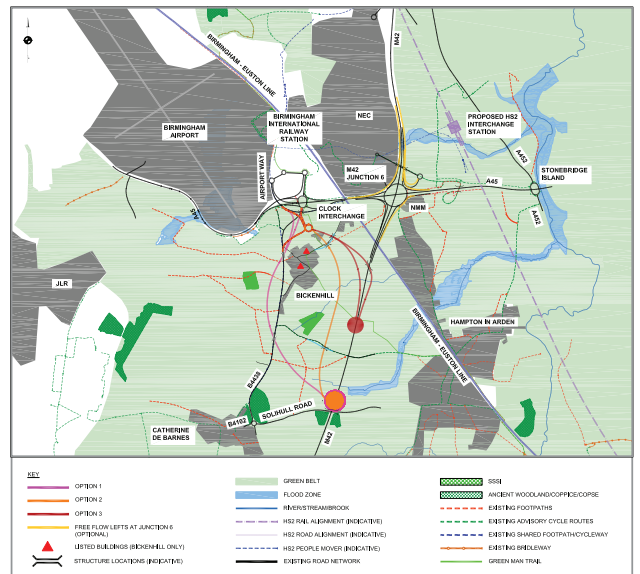 M42
BIRMINGHAM - EUSTON LINE
NEC
BIRMINGHAM
INTERNATIONAL
RAILWAY
STATION
BIRMINGHAM
AIRPORT
PROPOSED HS2
INTERCHANGE
STATION
A452
M42
JUNCTION 6
AIRPORT WAY
STONEBRIDGE
ISLAND
A45
CLOCK
INTERCHANGE
NMM
A45
A452
JLR
BICKENHILL
HAMPTON IN ARDEN
BIRMINGHAM - EUSTON LINE
B4438
SOLIHULL ROAD
B4102
CATHERINE
DE BARNES
M42
KEY
OPTION 1
OPTION 2
OPTION 3
FREE FLOW LEFTS AT JUNCTION 6
(OPTIONAL)
LISTED BUILDINGS (BICKENHILL ONLY)
STRUCTURE LOCATIONS (INDICATIVE)
GREEN BELT
FLOOD ZONE
RIVER/STREAM/BROOK
HS2 RAIL ALIGNMENT (INDICATIVE)
HS2 ROAD ALIGNMENT (INDICATIVE)
HS2 PEOPLE MOVER (INDICATIVE)
EXISTING ROAD NETWORK
SSSI
ANCIENT WOODLAND/COPPICE/COPSE
EXISTING FOOTPATHS
EXISTING ADVISORY CYCLE ROUTES
EXISTING SHARED FOOTPATH/CYCLEWAY
EXISTING BRIDLEWAY
GREEN MAN TRAIL